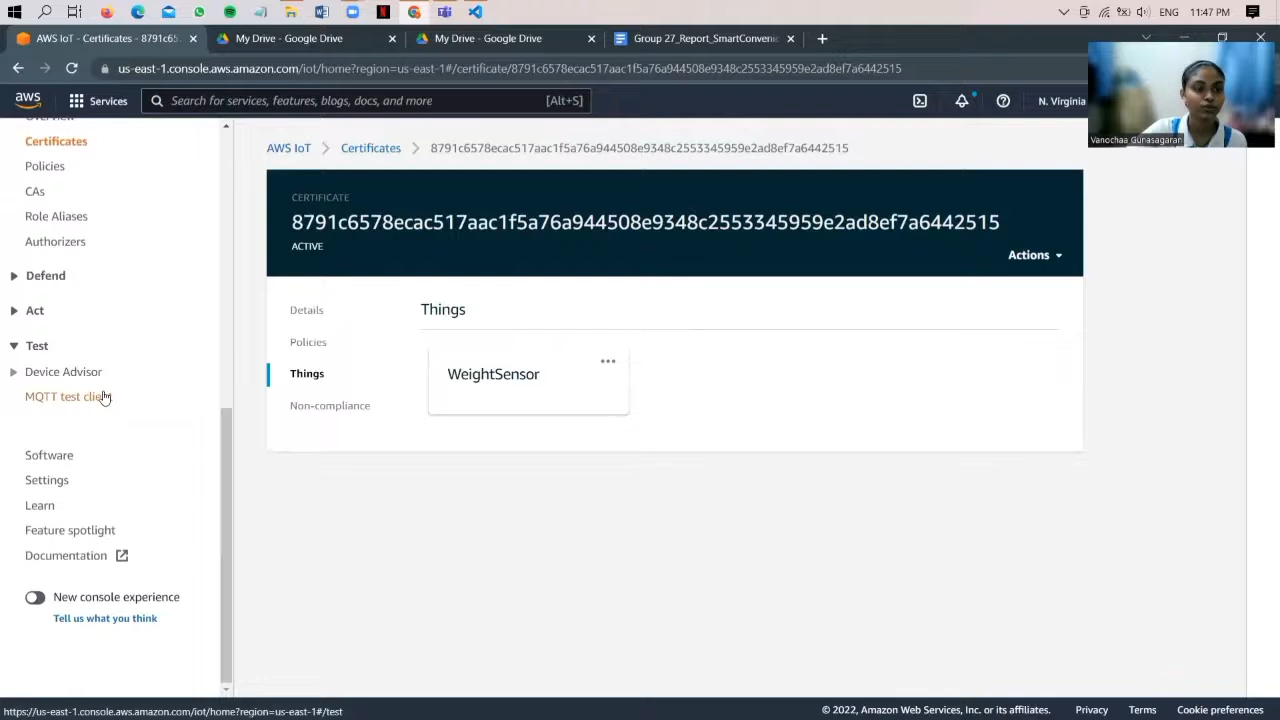 ENG 11:47 PM
AWS IoT - Certificates - 8791c65
My Drive - Google Drive
My Drive - Google Drive
Group 27_Report_SmartConvenie
us-east-1.console.aws.amazon.com/iot/home?region=us-east-1#/certificate/8791c6578ecac517aac1f5a76a944508e9348c2553345959e2ad8ef7a6442515
aws
Services
Search for services, features, blogs, docs, and more
[Alt+S]
N. Virginia
Vanochaa Gunasagaran
Overview
Certificates
Policies
CAs
Role Aliases
Authorizers
Defend
Act
Test
Device Advisor
MQTT test client
Software
Settings
Learn
Feature spotlight
Documentation
New console experience
Tell us what you think
AWS IoT
Certificates
8791c6578ecac517aac1f5a76a944508e9348c2553345959e2ad8ef7a6442515
CERTIFICATE
8791c6578ecac517aac1f5a76a944508e9348c2553345959e2ad8ef7a6442515
ACTIVE
Actions
Details
Policies
Things
Non-compliance
Things
WeightSensor
https://us-east-1.console.aws.amazon.com/iot/home?region=us-east-1#/test
© 2022, Amazon Web Services, Inc. or its affiliates.
Privacy
Terms
Cookie preferences